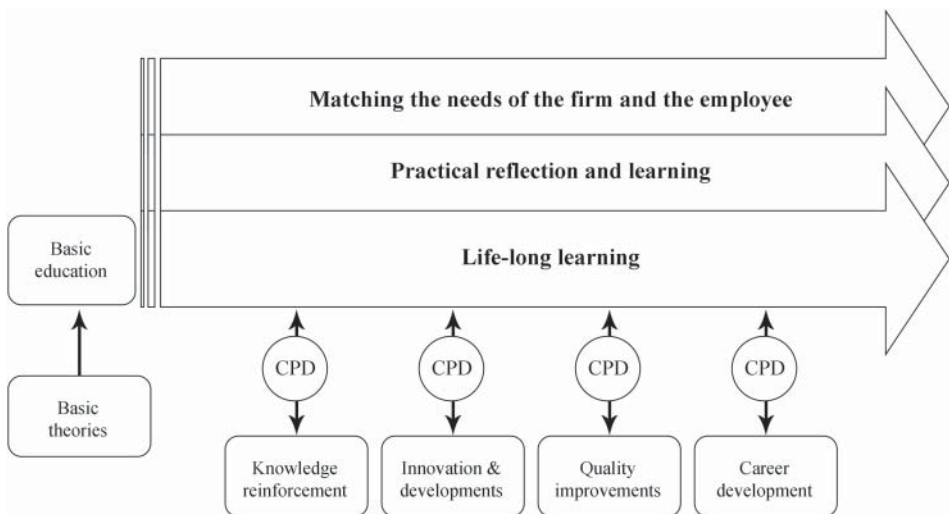 Matching the needs of the firm and the employee
Practical reflection and learning
Life-long learning
Basic
education
Basic
theories
CPD
CPD
CPD
CPD
Knowledge
reinforcement
Innovation &
developments
Quality
improvements
Career
development